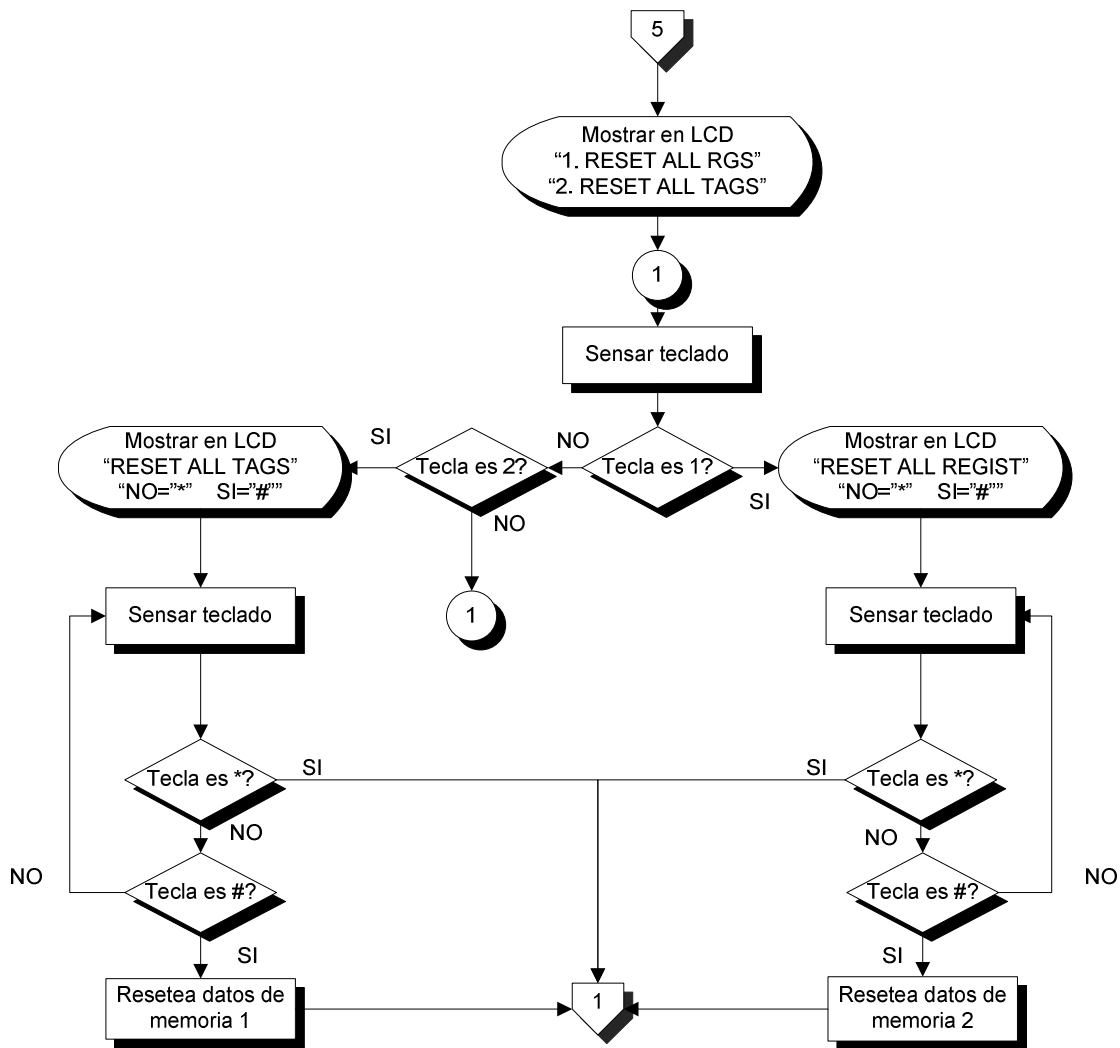 5
Mostrar en LCD
“1. RESET ALL RGS”
“2. RESET ALL TAGS”
1
Sensar teclado
Mostrar en LCD
“RESET ALL TAGS”
“NO=”*” SI=”#””
SI
Tecla es 2?
NO
Tecla es 1?
SI
Mostrar en LCD
“RESET ALL REGIST”
“NO=”*” SI=”#””
NO
1
Sensar teclado
Sensar teclado
Tecla es *?
SI
SI
Tecla es *?
NO
NO
NO
Tecla es #?
Tecla es #?
NO
SI
SI
Resetea datos de
memoria 1
1
Resetea datos de
memoria 2